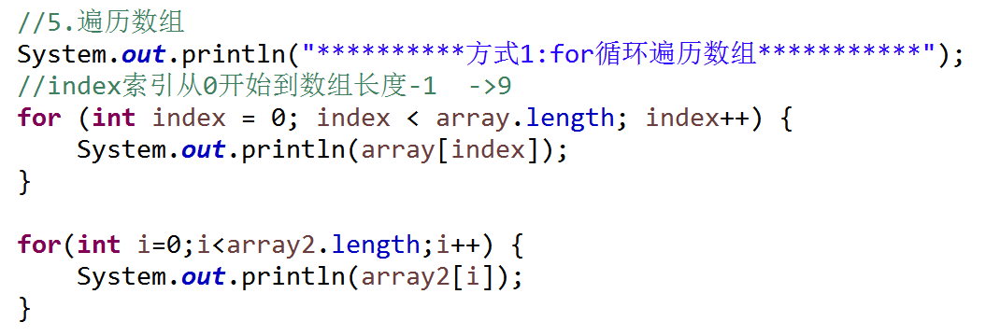 //5.遍历数组
System.out.println("**********方式1:for循环遍历数组***********");
//index索引从0开始到数组长度-1  ->9
for (int index = 0; index < array.length; index++) {
    System.out.println(array[index]);
}

for(int i=0;i<array2.length;i++) {
    System.out.println(array2[i]);
}